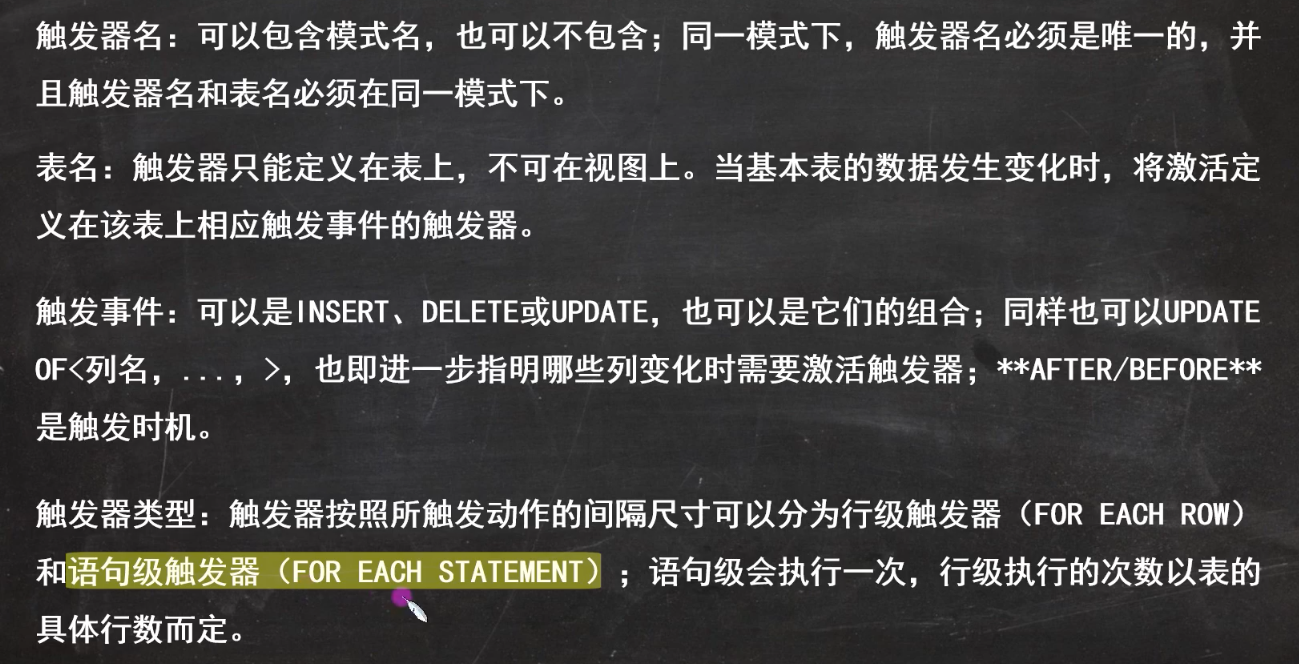 触发器名：可以包含模式名，也可以不包含；同一模式下，触发器名必须是唯一的，并
且触发器名和表名必须在同一模式下。
表名：触发器只能定义在表上，不可在视图上。当基本表的数据发生变化时，将激活定
义在该表上相应触发事件的触发器。
触发事件：可以是INSERT、DELETE或UPDATE，也可以是它们的组合；同样也可以UPDATE
OF<列名，...，>，也即进一步指明哪些列变化时需要激活触发器；**AFTER/BEFORE**
是触发时机。
触发器类型：触发器按照所触发动作的间隔尺寸可以分为行级触发器（FOR EACH ROW）
和语句级触发器（FOR EACH STATEMENT）；语句级会执行一次，行级执行的次数以表的
具体行数而定。